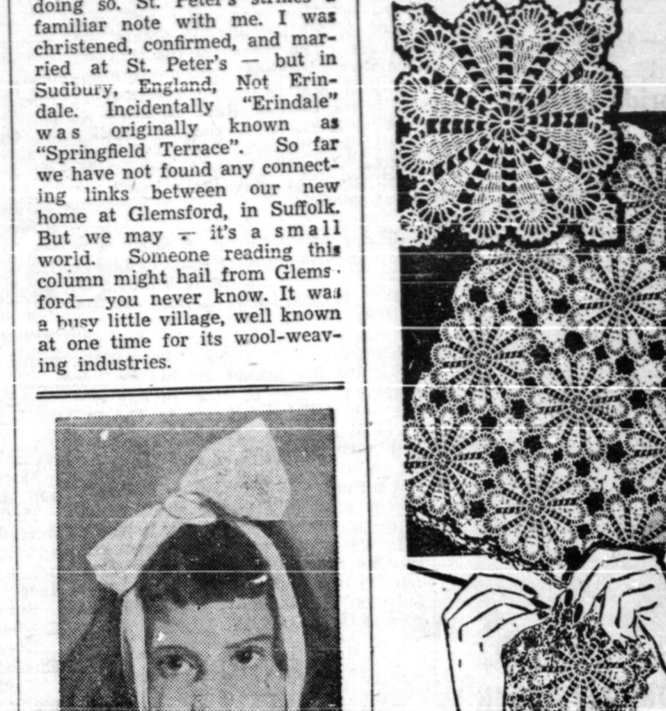 doing so. St. Peter's strikes a
familiar note with me. I was
christened, confirmed, and mar-
ried at St. Peter's — but in
Sudbury, England, Not Erin-
dale. Incidentally "Erindale"
was originally known as
"Springfield Terrace". So far
we have not found any connect-
ing links between our new
home at Glemsford, in Suffolk.
But we may — it's a small
world. Someone reading this
column might hail from Glems-
ford— you never know. It was
a busy little village, well known
at one time for its wool-weav-
ing industries.